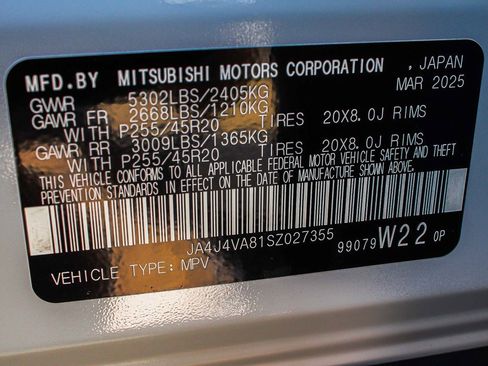 MFD.BY MITSUBISHI MOTORS CORPORATION , JAPAN
MAR 2025
GVWR 5302LBS/2405KG
GAWR FR 2668LBS/1210KG
WITH P255/45R20 TIRES 20X8.0J RIMS
GAWR RR 3009LBS/1365KG
WITH P255/45R20 TIRES 20X8.0J RIMS
THIS VEHICLE CONFORMS TO ALL APPLICABLE FEDERAL MOTOR VEHICLE SAFETY AND THEFT
PREVENTION STANDARDS IN EFFECT ON THE DATE OF MANUFACTURE SHOWN ABOVE.
JA4J4VA81SZ027355
99079 W22 0P
VEHICLE TYPE: MPV